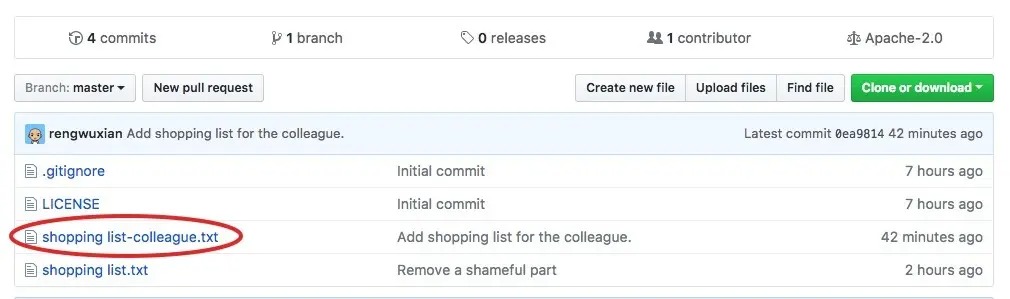 4 commits 1 branch 0 releases 1 contributor Apache-2.0
Branch: master New pull request Create new file Upload files Find file Clone or download
rengwuxian Add shopping list for the colleague. Latest commit 0ea9814 42 minutes ago
.gitignore Initial commit 7 hours ago
LICENSE Initial commit 7 hours ago
shopping list-colleague.txt Add shopping list for the colleague. 42 minutes ago
shopping list.txt Remove a shameful part 2 hours ago